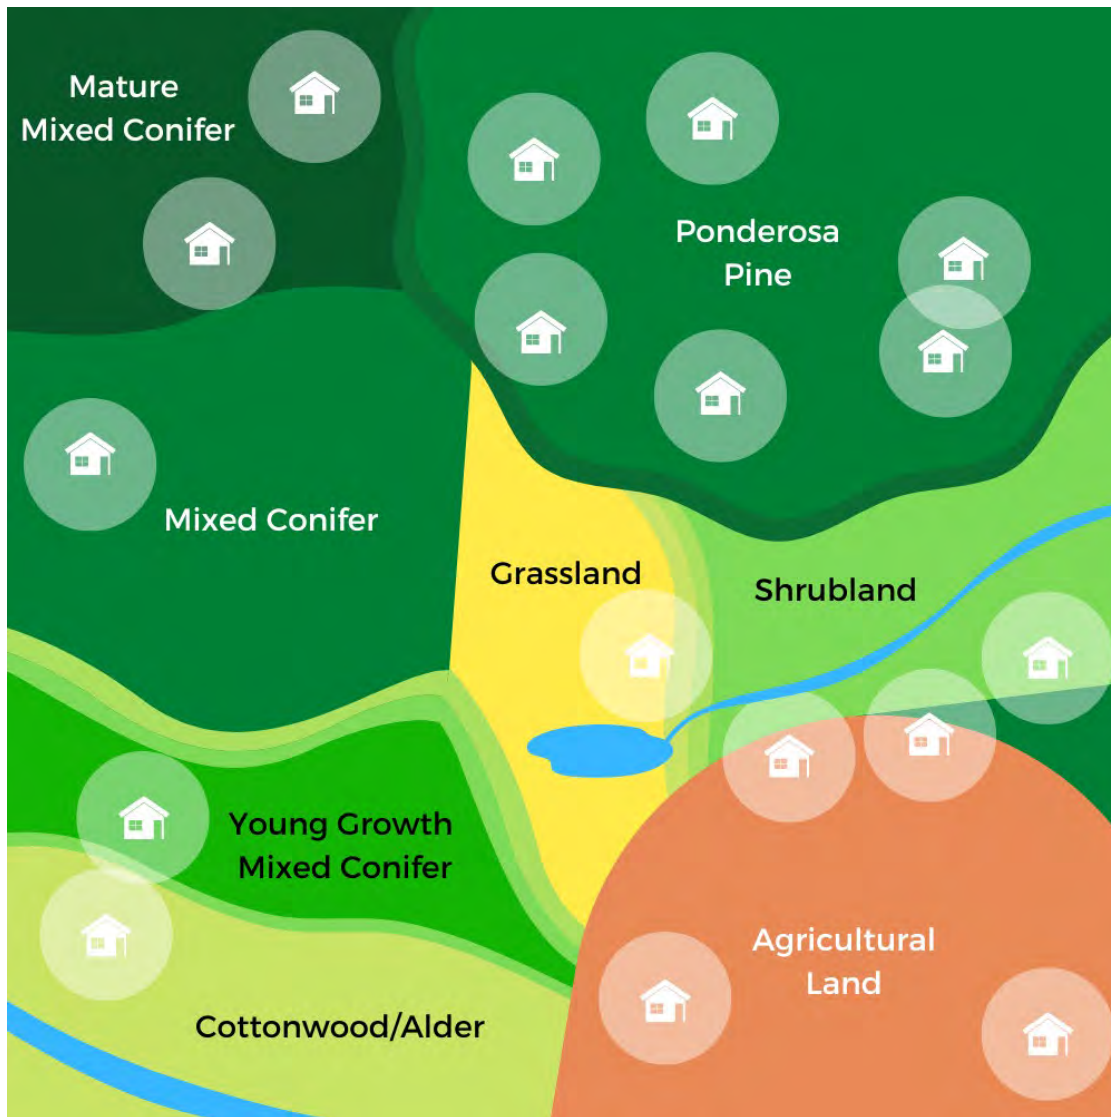 Mature
Mixed Conifer
Ponderosa
Pine
Mixed Conifer
Grassland
Shrubland
Young Growth
Mixed Conifer
Agricultural
Land
Cottonwood/Alder